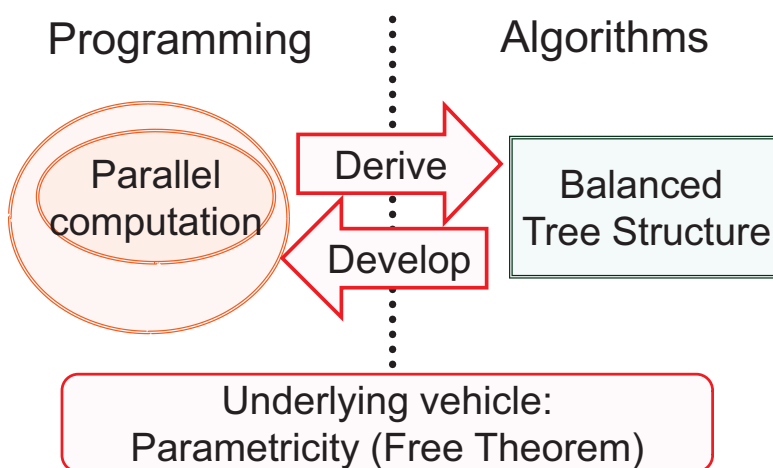 Programming
Algorithms
Parallel
computation
Derive
Develop
Balanced
Tree Structure
Underlying vehicle:
Parametricity (Free Theorem)